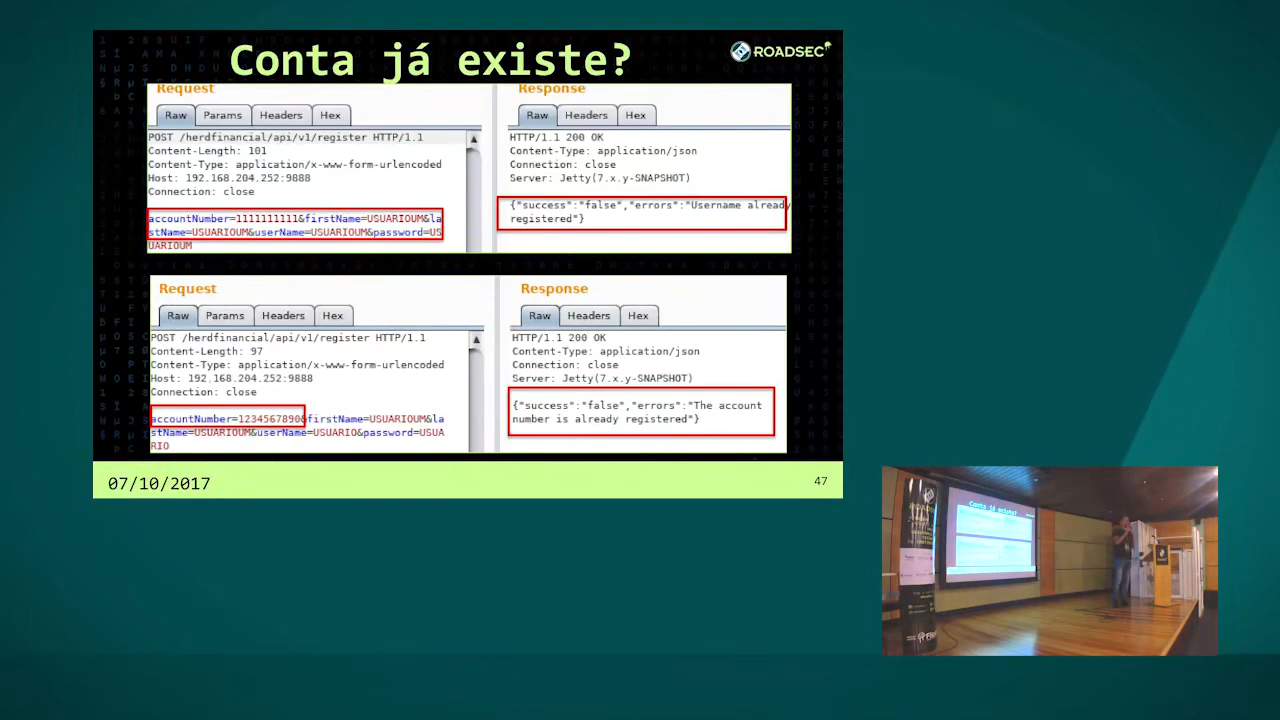 Conta já existe?
ROADSEC
Request
Raw Params Headers Hex
POST /herdfinancial/api/v1/register HTTP/1.1
Content-Length: 101
Content-Type: application/x-www-form-urlencoded
Host: 192.168.204.252:9888
Connection: close
accountNumber=1111111111&firstName=USUARIOUM&la
stName=USUARIOUM&userName=USUARIOUM&password=US
UARIOUM
Response
Raw Headers Hex
HTTP/1.1 200 OK
Content-Type: application/json
Connection: close
Server: Jetty(7.x.y-SNAPSHOT)
{"success":"false","errors":"Username already
registered"}
Request
Raw Params Headers Hex
POST /herdfinancial/api/v1/register HTTP/1.1
Content-Length: 97
Content-Type: application/x-www-form-urlencoded
Host: 192.168.204.252:9888
Connection: close
accountNumber=1234567890&firstName=USUARIOUM&la
stName=USUARIOUM&userName=USUARIO&password=USUA
RIO
Response
Raw Headers Hex
HTTP/1.1 200 OK
Content-Type: application/json
Connection: close
Server: Jetty(7.x.y-SNAPSHOT)
{"success":"false","errors":"The account
number is already registered"}
07/10/2017
47
Conta já existe?